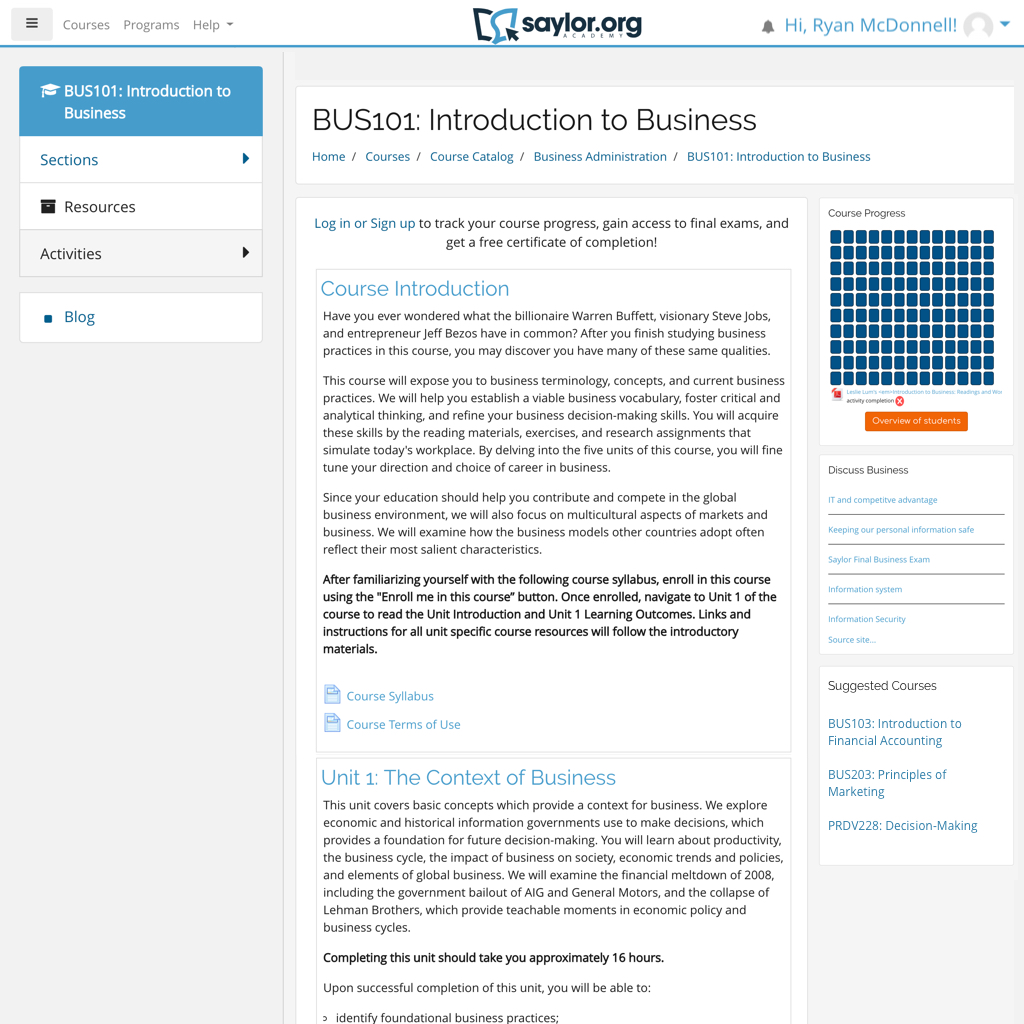 Courses Programs Help
saylor.org
ACADEMY
Hi, Ryan McDonnell!
BUS101: Introduction to
Business
Sections
Resources
Activities
Blog
BUS101: Introduction to Business
Home / Courses / Course Catalog / Business Administration / BUS101: Introduction to Business
Log in or Sign up to track your course progress, gain access to final exams, and
get a free certificate of completion!
Course Introduction
Have you ever wondered what the billionaire Warren Buffett, visionary Steve Jobs,
and entrepreneur Jeff Bezos have in common? After you finish studying business
practices in this course, you may discover you have many of these same qualities.
This course will expose you to business terminology, concepts, and current business
practices. We will help you establish a viable business vocabulary, foster critical and
analytical thinking, and refine your business decision-making skills. You will acquire
these skills by the reading materials, exercises, and research assignments that
simulate today's workplace. By delving into the five units of this course, you will fine
tune your direction and choice of career in business.
Since your education should help you contribute and compete in the global
business environment, we will also focus on multicultural aspects of markets and
business. We will examine how the business models other countries adopt often
reflect their most salient characteristics.
After familiarizing yourself with the following course syllabus, enroll in this course
using the "Enroll me in this course” button. Once enrolled, navigate to Unit 1 of the
course to read the Unit Introduction and Unit 1 Learning Outcomes. Links and
instructions for all unit specific course resources will follow the introductory
materials.
Course Syllabus
Course Terms of Use
Unit 1: The Context of Business
This unit covers basic concepts which provide a context for business. We explore
economic and historical information governments use to make decisions, which
provides a foundation for future decision-making. You will learn about productivity,
the business cycle, the impact of business on society, economic trends and policies,
and elements of global business. We will examine the financial meltdown of 2008,
including the government bailout of AIG and General Motors, and the collapse of
Lehman Brothers, which provide teachable moments in economic policy and
business cycles.
Completing this unit should take you approximately 16 hours.
Upon successful completion of this unit, you will be able to:
identify foundational business practices;
Course Progress
Leslie Lum's <em>Introduction to Business: Readings and Wor
activity completion
Overview of students
Discuss Business
IT and competitve advantage
Keeping our personal information safe
Saylor Final Business Exam
Information system
Information Security
Source site...
Suggested Courses
BUS103: Introduction to
Financial Accounting
BUS203: Principles of
Marketing
PRDV228: Decision-Making